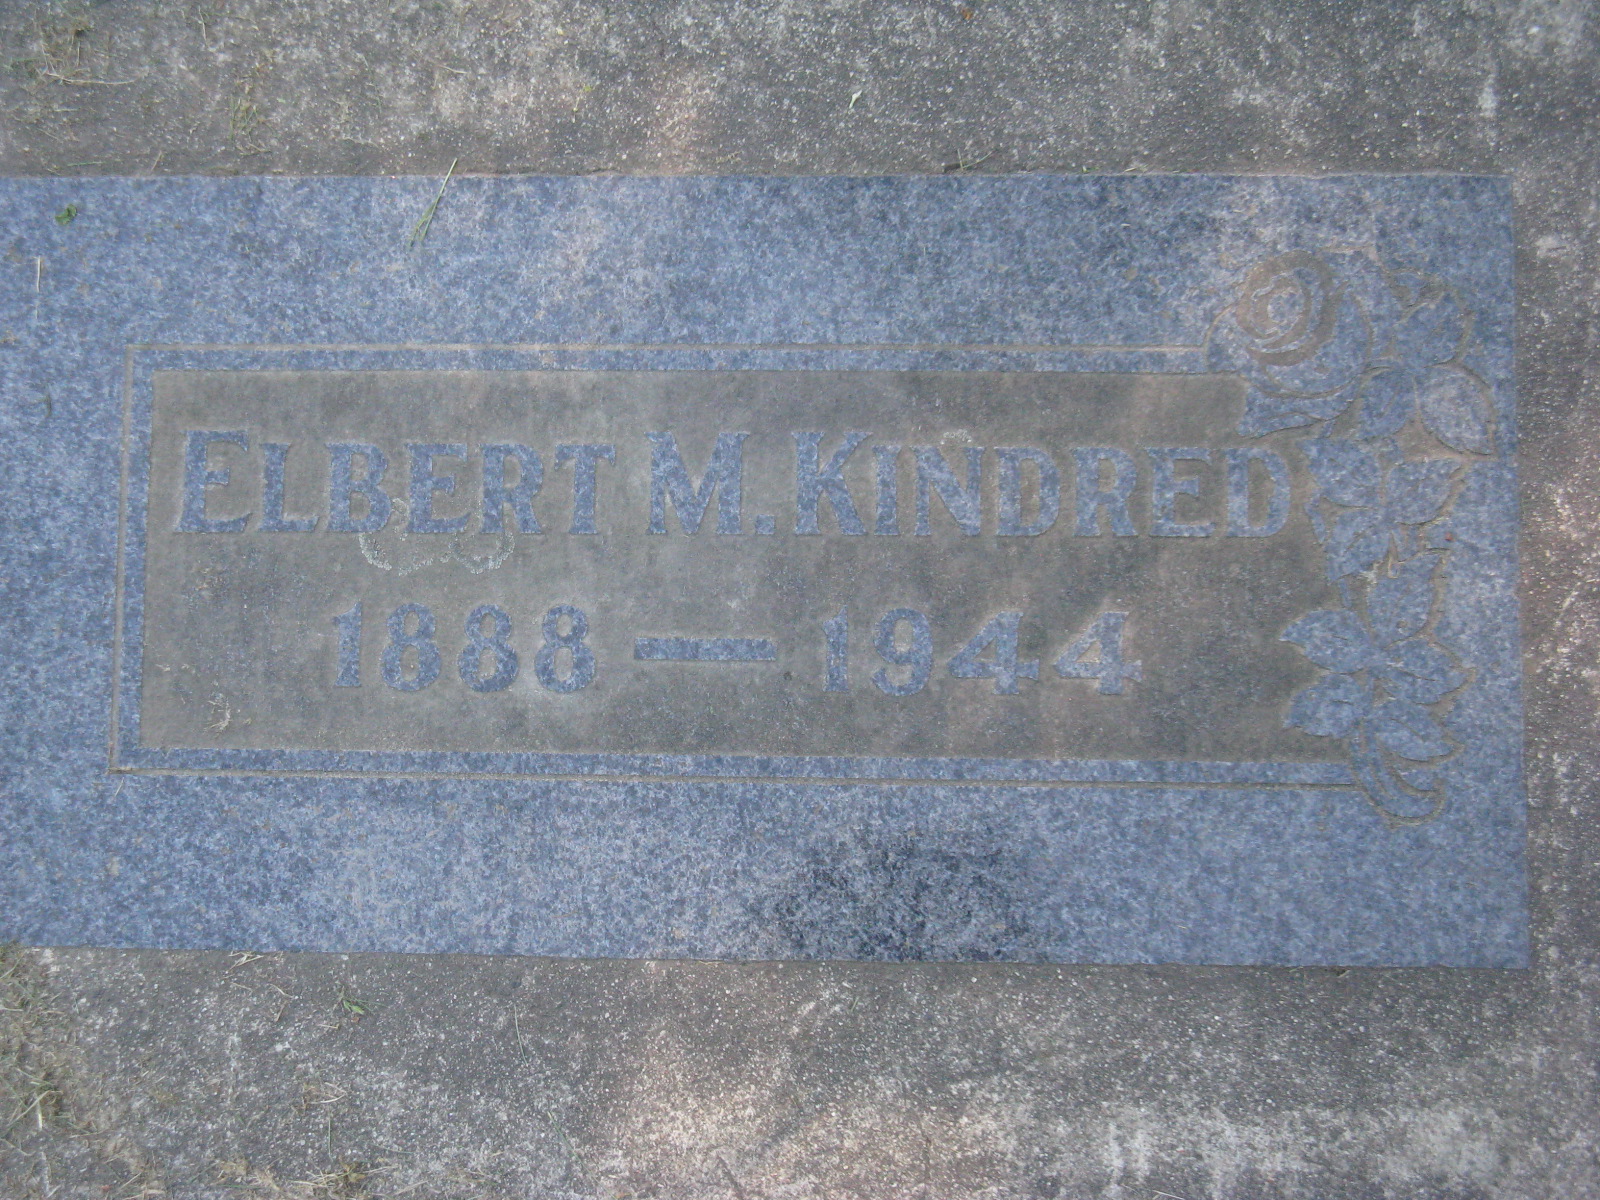 ELBERT M. KINDRED
1888 — 1944